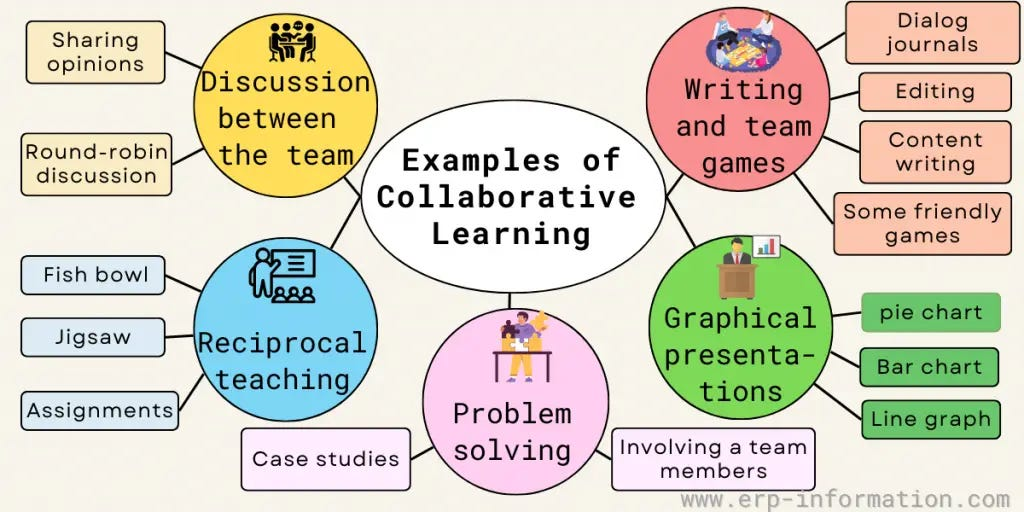 Examples of
Collaborative
Learning
Discussion
between
the team
Sharing
opinions
Round-robin
discussion
Writing
and team
games
Dialog
journals
Editing
Content
writing
Some friendly
games
Reciprocal
teaching
Fish bowl
Jigsaw
Assignments
Problem
solving
Case studies
Involving a team
members
Graphical
presenta-
tions
pie chart
Bar chart
Line graph
www.erp-information.com